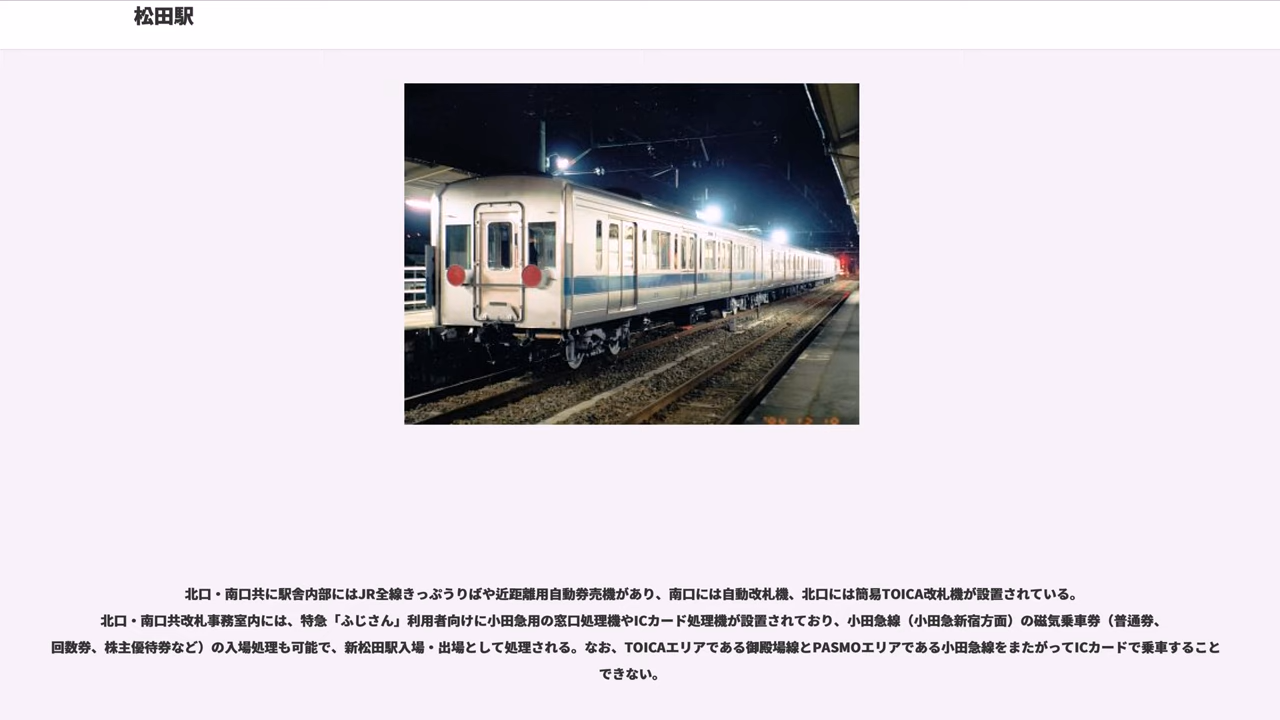 松田駅
北口・南口共に駅舎内部にはJR全線きっぷうりばや近距離用自動券売機があり、南口には自動改札機、北口には簡易TOICA改札機が設置されている。
北口・南口共改札事務室内には、特急「ふじさん」利用者向けに小田急用の窓口処理機やICカード処理機が設置されており、小田急線（小田急新宿方面）の磁気乗車券（普通券、
回数券、株主優待券など）の入場処理も可能で、新松田駅入場・出場として処理される。なお、TOICAエリアである御殿場線とPASMOエリアである小田急線をまたがってICカードで乗車すること
できない。